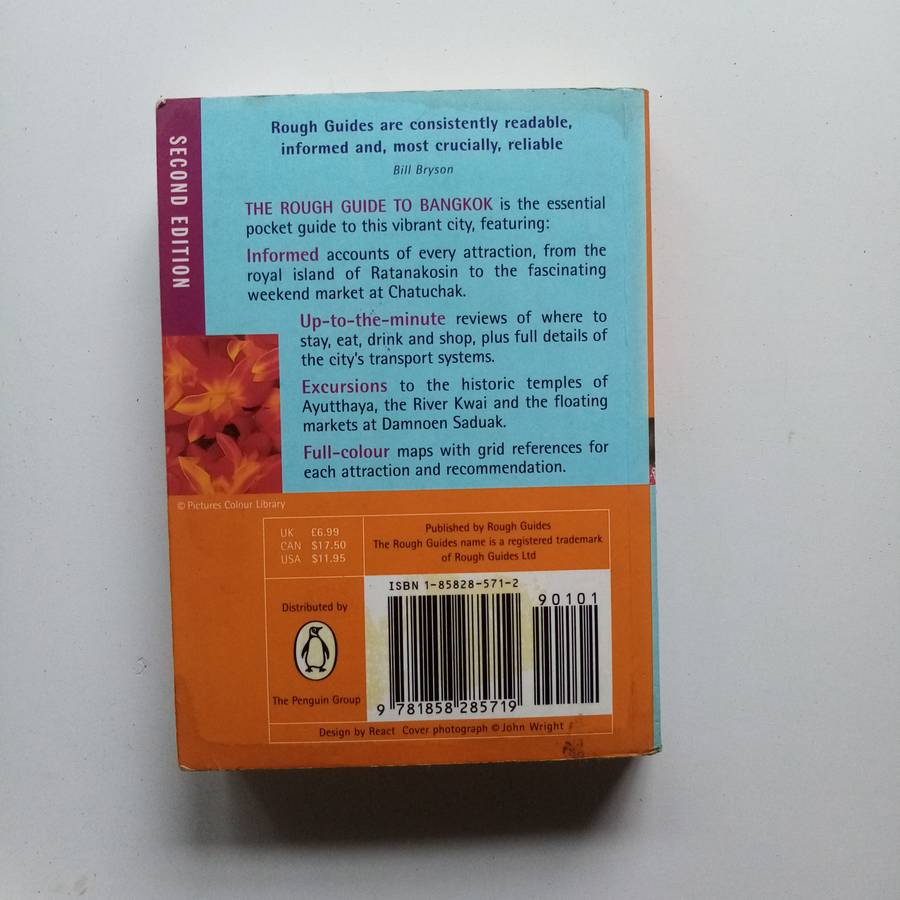 SECOND EDITION
Rough Guides are consistently readable,
informed and, most crucially, reliable
Bill Bryson
THE ROUGH GUIDE TO BANGKOK is the essential
pocket guide to this vibrant city, featuring:
Informed accounts of every attraction, from the
royal island of Ratanakosin to the fascinating
weekend market at Chatuchak.
Up-to-the-minute reviews of where to
stay, eat, drink and shop, plus full details of
the city's transport systems.
Excursions to the historic temples of
Ayutthaya, the River Kwai and the floating
markets at Damnoen Saduak.
Full-colour maps with grid references for
each attraction and recommendation.
© Pictures Colour Library
UK £6.99
CAN $17.50
USA $11.95
Published by Rough Guides
The Rough Guides name is a registered trademark
of Rough Guides Ltd
Distributed by
The Penguin Group
ISBN 1-85828-571-2
90101
9 781858 285719
Design by React Cover photograph © John Wright